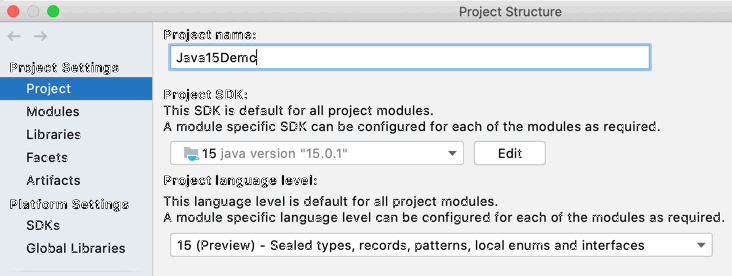 Project Structure
Project name:
Java15Demo
Project Settings
Project
Modules
Libraries
Facets
Artifacts
Platform Settings
SDKs
Global Libraries
Project SDK:
This SDK is default for all project modules.
A module specific SDK can be configured for each of the modules as required.
15 java version "15.0.1"
Edit
Project language level:
This language level is default for all project modules.
A module specific language level can be configured for each of the modules as required.
15 (Preview) - Sealed types, records, patterns, local enums and interfaces